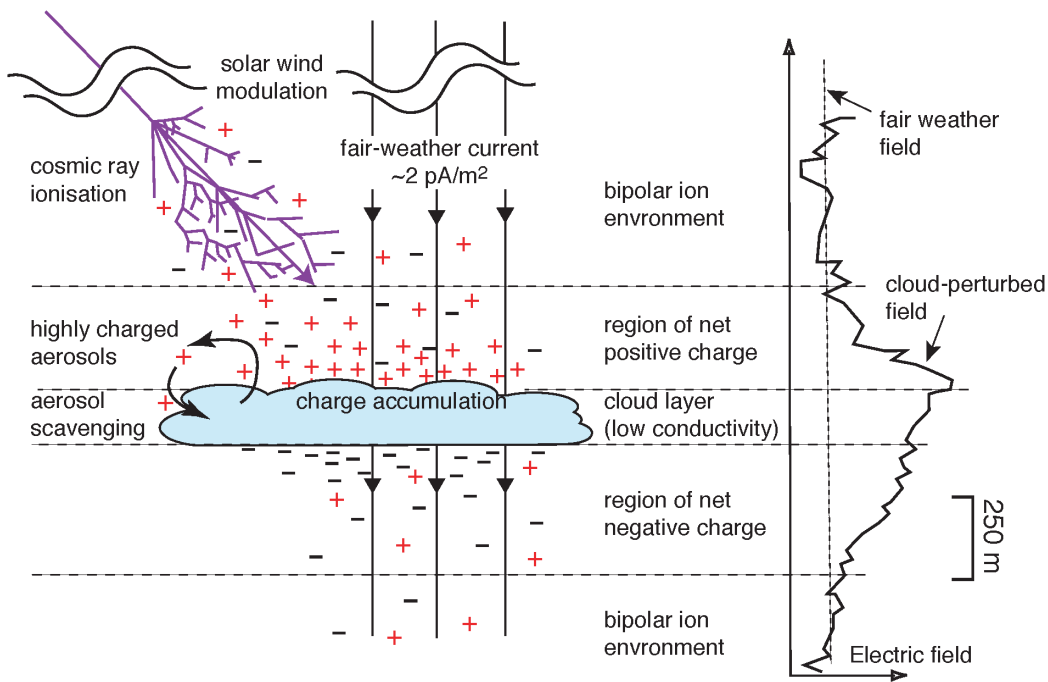 solar wind
modulation
cosmic ray
ionisation
fair-weather current
~2 pA/m²
bipolar ion
environment
fair weather
field
cloud-perturbed
field
highly charged
aerosols
region of net
positive charge
aerosol
scavenging
charge accumulation
cloud layer
(low conductivity)
region of net
negative charge
250 m
bipolar ion
environment
Electric field